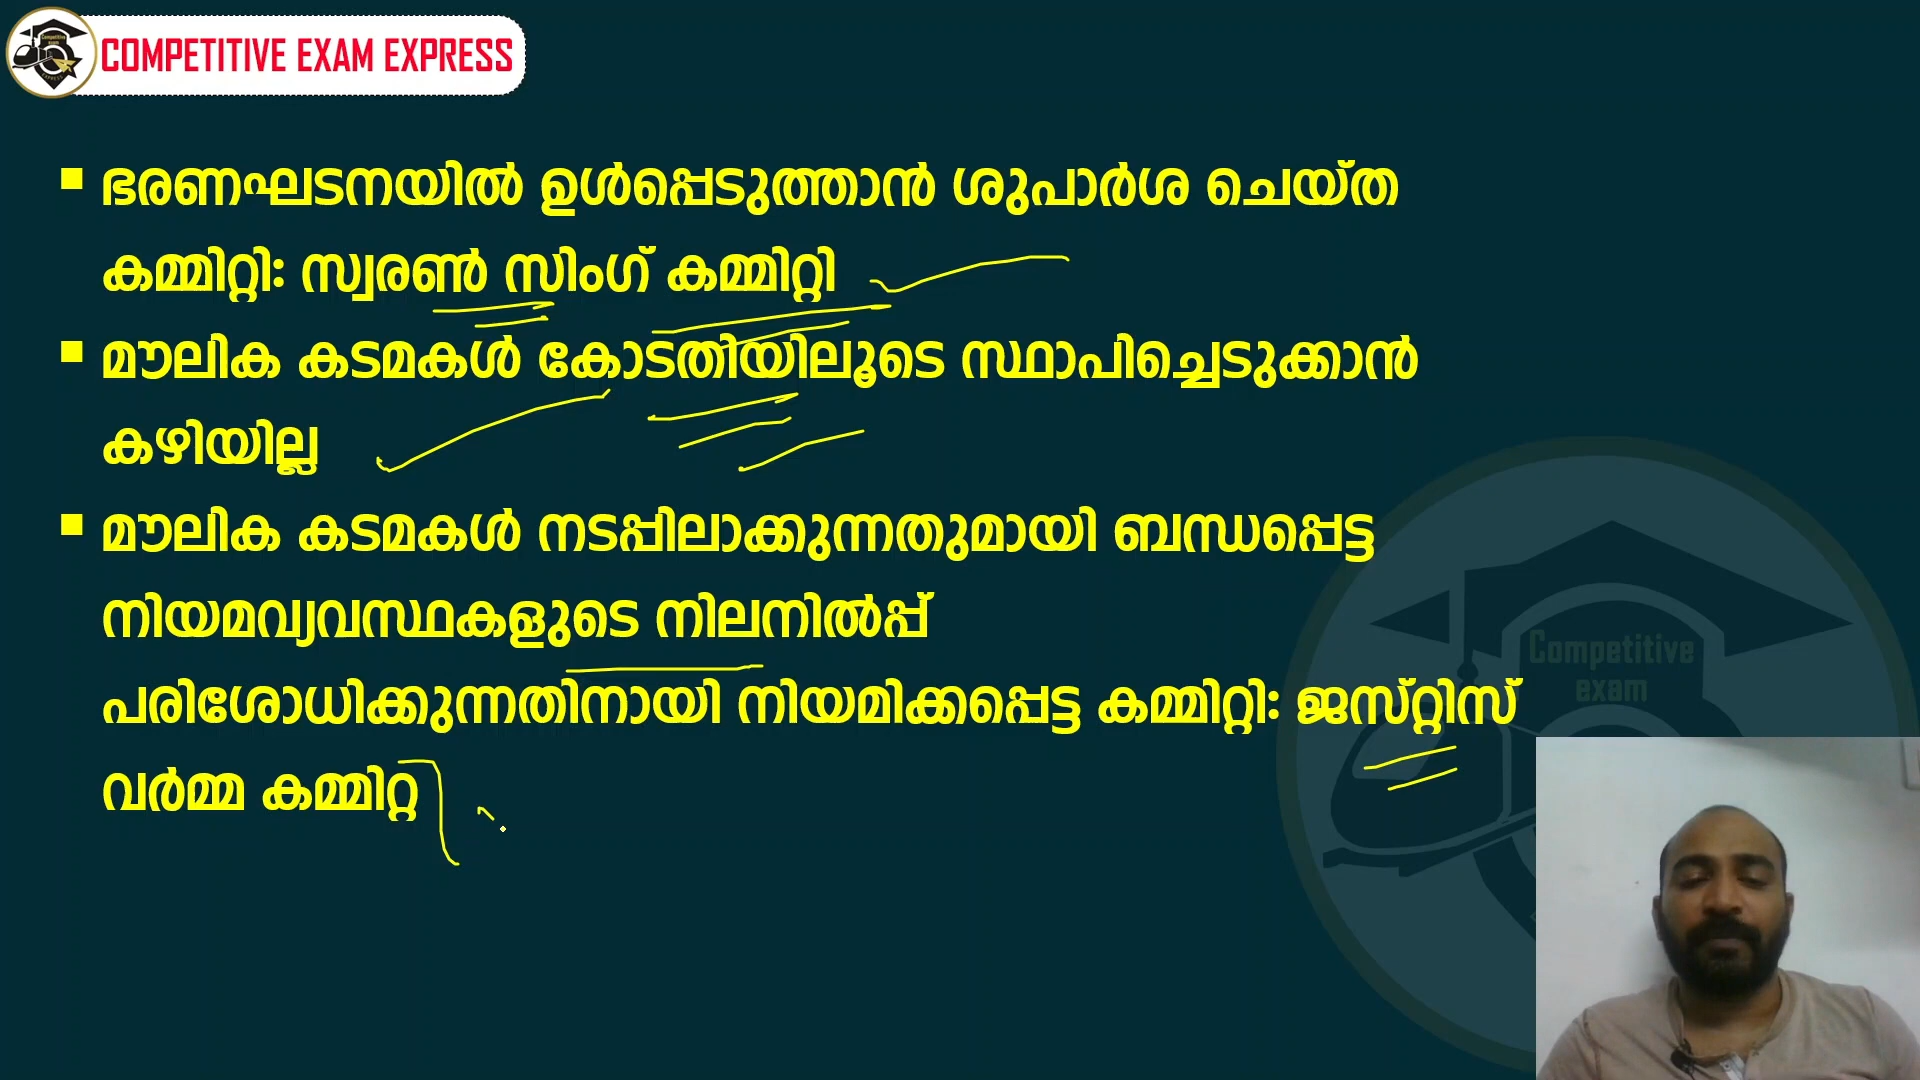 COMPETITIVE EXAM EXPRESS
ഭരണഘടനയിൽ ഉൾപ്പെടുത്താൻ ശുപാർശ ചെയ്ത
കമ്മിറ്റി: സ്വരൺ സിംഗ് കമ്മിറ്റി
മൗലിക കടമകൾ കോടതിയിലൂടെ സ്ഥാപിച്ചെടുക്കാൻ
കഴിയില്ല
മൗലിക കടമകൾ നടപ്പിലാക്കുന്നതുമായി ബന്ധപ്പെട്ട
നിയമവ്യവസ്ഥകളുടെ നിലനിൽപ്പ്
പരിശോധിക്കുന്നതിനായി നിയമിക്കപ്പെട്ട കമ്മിറ്റി: ജസ്റ്റിസ്
വർമ്മ കമ്മിറ്റ
Competitive
exam